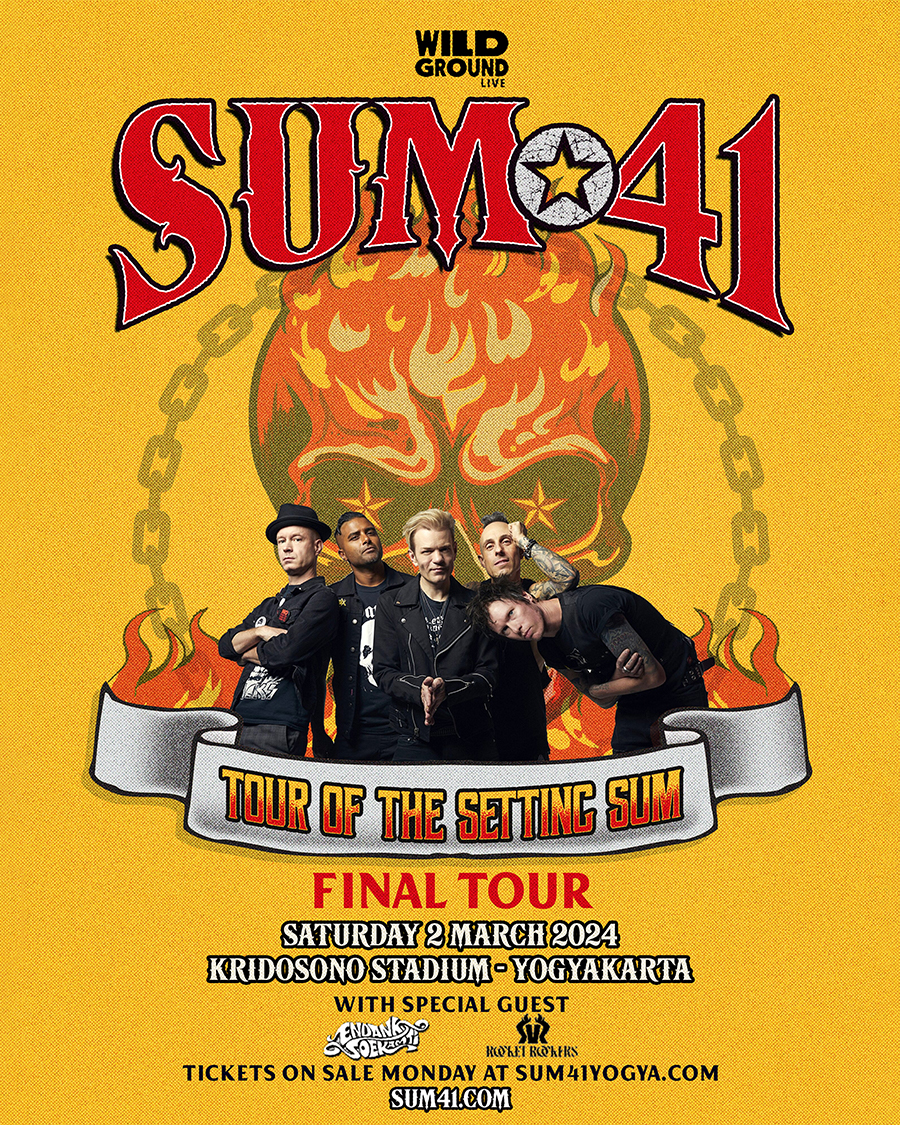 WILD
GROUND
LIVE
SUM 41
TOUR OF THE SETTING SUM
FINAL TOUR
SATURDAY 2 MARCH 2024
KRIDOSONO STADIUM - YOGYAKARTA
WITH SPECIAL GUEST
ENDANK SOEKAMTI
ROCKET ROCKERS
TICKETS ON SALE MONDAY AT SUM41YOGYA.COM
SUM41.COM